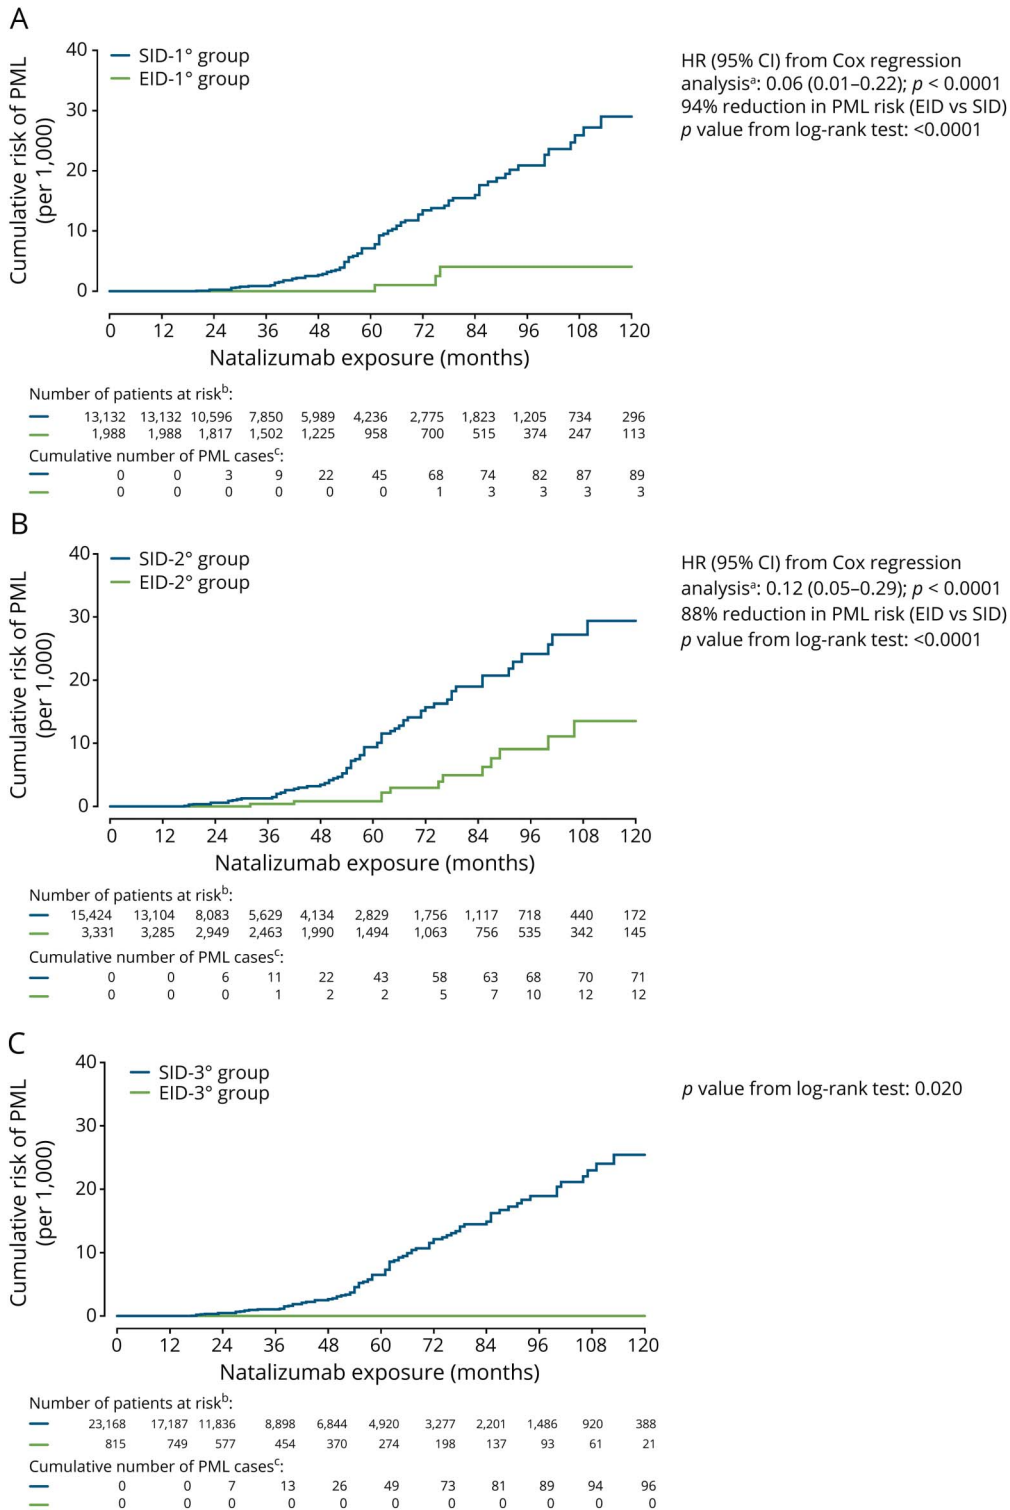 A
Cumulative risk of PML
(per 1,000)
40
30
20
10
0
SID-1° group
EID-1° group
HR (95% CI) from Cox regression
analysisᵃ: 0.06 (0.01–0.22); p < 0.0001
94% reduction in PML risk (EID vs SID)
p value from log-rank test: <0.0001
0 12 24 36 48 60 72 84 96 108 120
Natalizumab exposure (months)
Number of patients at riskᵇ:
13,132 13,132 10,596 7,850 5,989 4,236 2,775 1,823 1,205 734 296
1,988 1,988 1,817 1,502 1,225 958 700 515 374 247 113
Cumulative number of PML casesᶜ:
0 0 3 9 22 45 68 74 82 87 89
0 0 0 0 0 0 1 3 3 3 3
B
Cumulative risk of PML
(per 1,000)
40
30
20
10
0
SID-2° group
EID-2° group
HR (95% CI) from Cox regression
analysisᵃ: 0.12 (0.05–0.29); p < 0.0001
88% reduction in PML risk (EID vs SID)
p value from log-rank test: <0.0001
0 12 24 36 48 60 72 84 96 108 120
Natalizumab exposure (months)
Number of patients at riskᵇ:
15,424 13,104 8,083 5,629 4,134 2,829 1,756 1,117 718 440 172
3,331 3,285 2,949 2,463 1,990 1,494 1,063 756 535 342 145
Cumulative number of PML casesᶜ:
0 0 6 11 22 43 58 63 68 70 71
0 0 0 1 2 2 5 7 10 12 12
C
Cumulative risk of PML
(per 1,000)
40
30
20
10
0
SID-3° group
EID-3° group
p value from log-rank test: 0.020
0 12 24 36 48 60 72 84 96 108 120
Natalizumab exposure (months)
Number of patients at riskᵇ:
23,168 17,187 11,836 8,898 6,844 4,920 3,277 2,201 1,486 920 388
815 749 577 454 370 274 198 137 93 61 21
Cumulative number of PML casesᶜ:
0 0 7 13 26 49 73 81 89 94 96
0 0 0 0 0 0 0 0 0 0 0